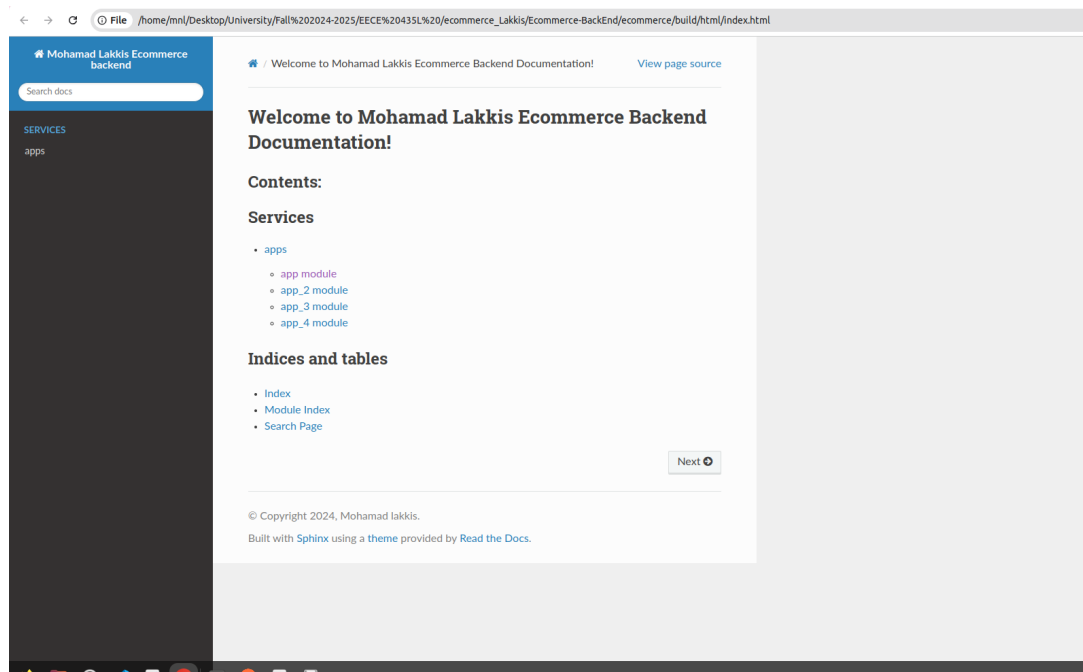 File /home/mnl/Desktop/University/Fall%202024-2025/EECE%20435L%20/ecommerce_Lakkis/Ecommerce-BackEnd/ecommerce/build/html/index.html
Mohamad Lakkis Ecommerce
backend
Search docs
SERVICES
apps
/ Welcome to Mohamad Lakkis Ecommerce Backend Documentation! View page source
Welcome to Mohamad Lakkis Ecommerce Backend
Documentation!
Contents:
Services
apps
app module
app_2 module
app_3 module
app_4 module
Indices and tables
Index
Module Index
Search Page
Next
© Copyright 2024, Mohamad lakkis.
Built with Sphinx using a theme provided by Read the Docs.